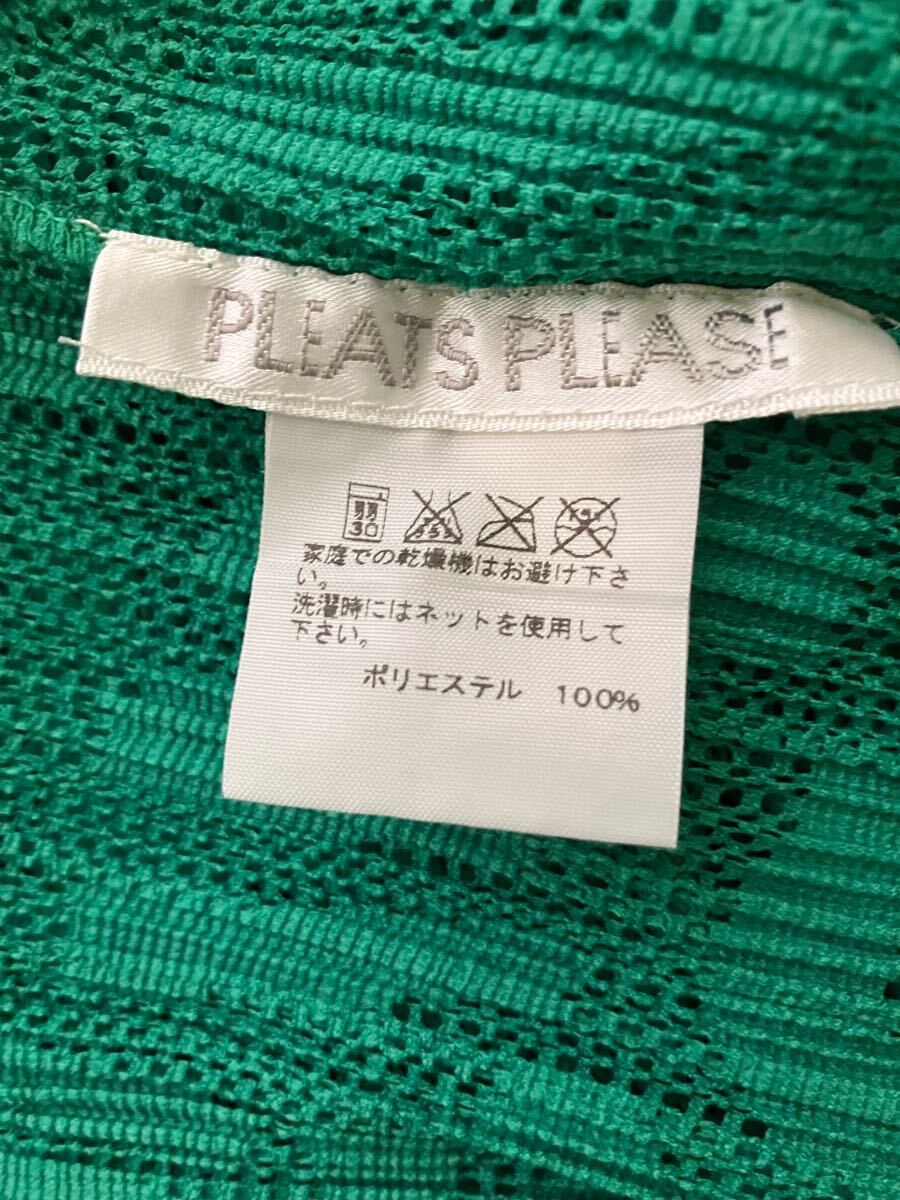 PLEATS PLEASE
弱 30
家庭での乾燥機はお避け下さ
い。
洗濯時にはネットを使用して
下さい。
ポリエステル 100%